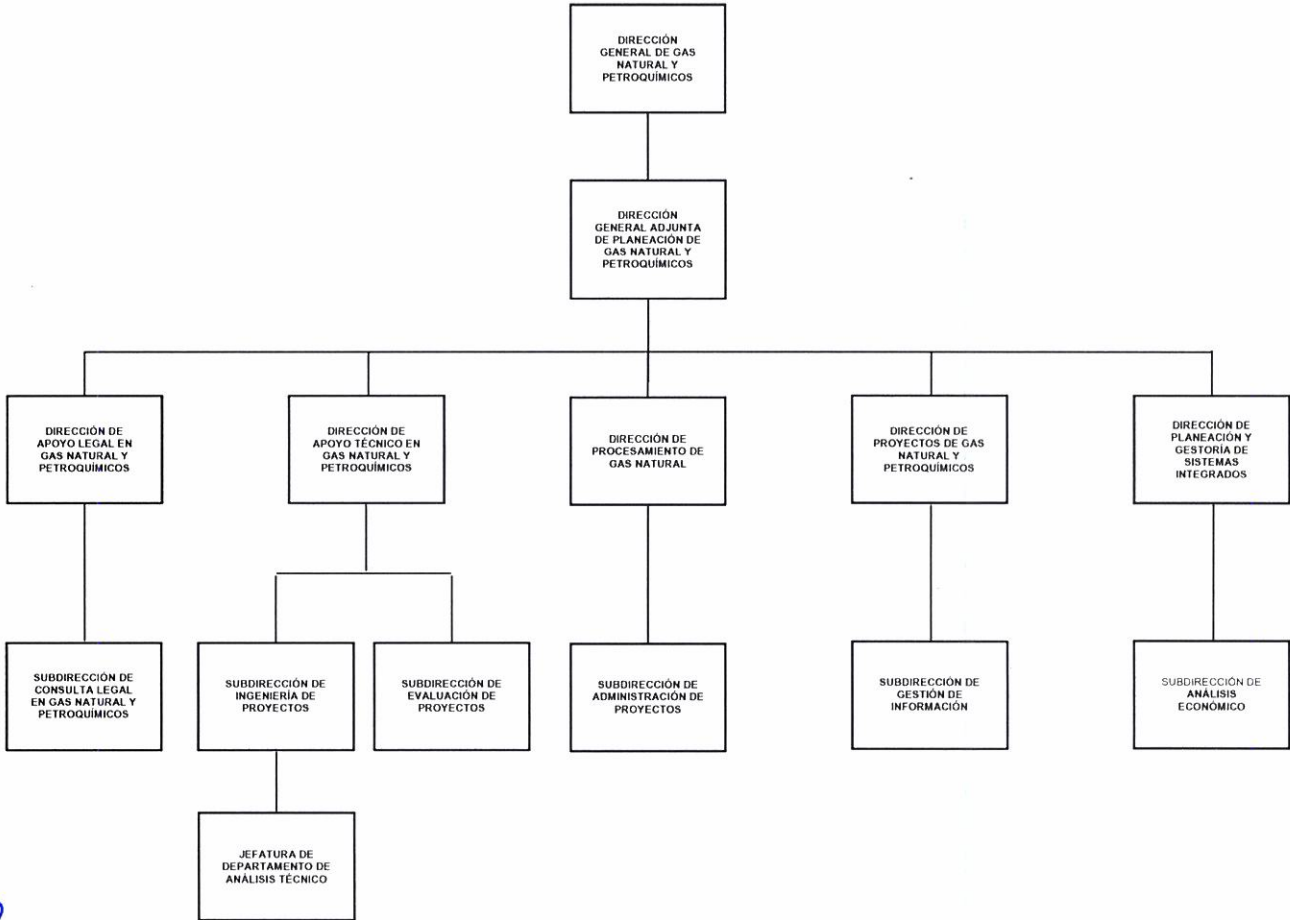 DIRECCIÓN
GENERAL DE GAS
NATURAL Y
PETROQUÍMICOS
DIRECCIÓN
GENERAL ADJUNTA
DE PLANEACIÓN DE
GAS NATURAL Y
PETROQUÍMICOS
DIRECCIÓN DE
APOYO LEGAL EN
GAS NATURAL Y
PETROQUÍMICOS
DIRECCIÓN DE
APOYO TÉCNICO EN
GAS NATURAL Y
PETROQUÍMICOS
DIRECCIÓN DE
PROCESAMIENTO DE
GAS NATURAL
DIRECCIÓN DE
PROYECTOS DE GAS
NATURAL Y
PETROQUÍMICOS
DIRECCIÓN DE
PLANEACIÓN Y
GESTORÍA DE
SISTEMAS
INTEGRADOS
SUBDIRECCIÓN DE
CONSULTA LEGAL
EN GAS NATURAL Y
PETROQUÍMICOS
SUBDIRECCIÓN DE
INGENIERÍA DE
PROYECTOS
SUBDIRECCIÓN DE
EVALUACIÓN DE
PROYECTOS
SUBDIRECCIÓN DE
ADMINISTRACIÓN DE
PROYECTOS
SUBDIRECCIÓN DE
GESTIÓN DE
INFORMACIÓN
SUBDIRECCIÓN DE
ANÁLISIS
ECONÓMICO
JEFATURA DE
DEPARTAMENTO DE
ANÁLISIS TÉCNICO